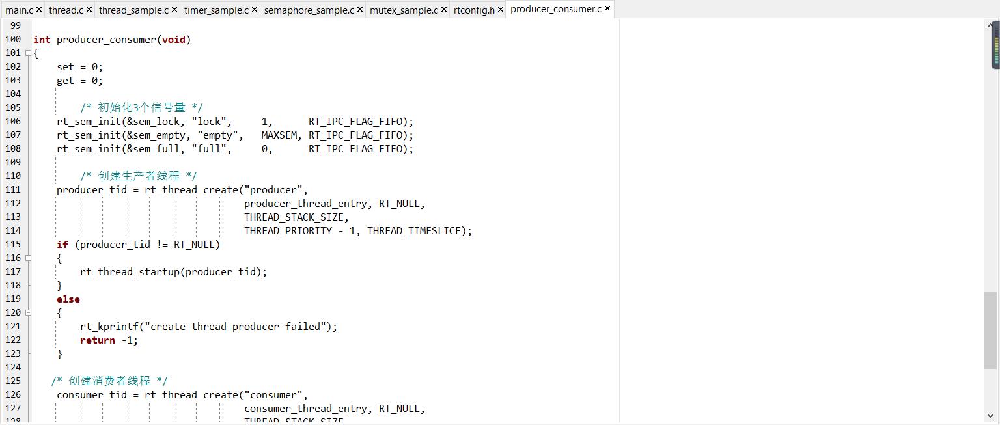 main.c × thread.c × thread_sample.c × timer_sample.c × semaphore_sample.c × mutex_sample.c × rtconfig.h × producer_consumer.c ×
99
100 int producer_consumer(void)
101 {
102     set = 0;
103     get = 0;
104
105         /* 初始化3个信号量 */
106     rt_sem_init(&sem_lock, "lock",     1,      RT_IPC_FLAG_FIFO);
107     rt_sem_init(&sem_empty, "empty",   MAXSEM, RT_IPC_FLAG_FIFO);
108     rt_sem_init(&sem_full, "full",     0,      RT_IPC_FLAG_FIFO);
109
110         /* 创建生产者线程 */
111     producer_tid = rt_thread_create("producer",
112                                     producer_thread_entry, RT_NULL,
113                                     THREAD_STACK_SIZE,
114                                     THREAD_PRIORITY - 1, THREAD_TIMESLICE);
115     if (producer_tid != RT_NULL)
116     {
117         rt_thread_startup(producer_tid);
118     }
119     else
120     {
121         rt_kprintf("create thread producer failed");
122         return -1;
123     }
124
125    /* 创建消费者线程 */
126     consumer_tid = rt_thread_create("consumer",
127                                     consumer_thread_entry, RT_NULL,
128                                     THREAD_STACK_SIZE